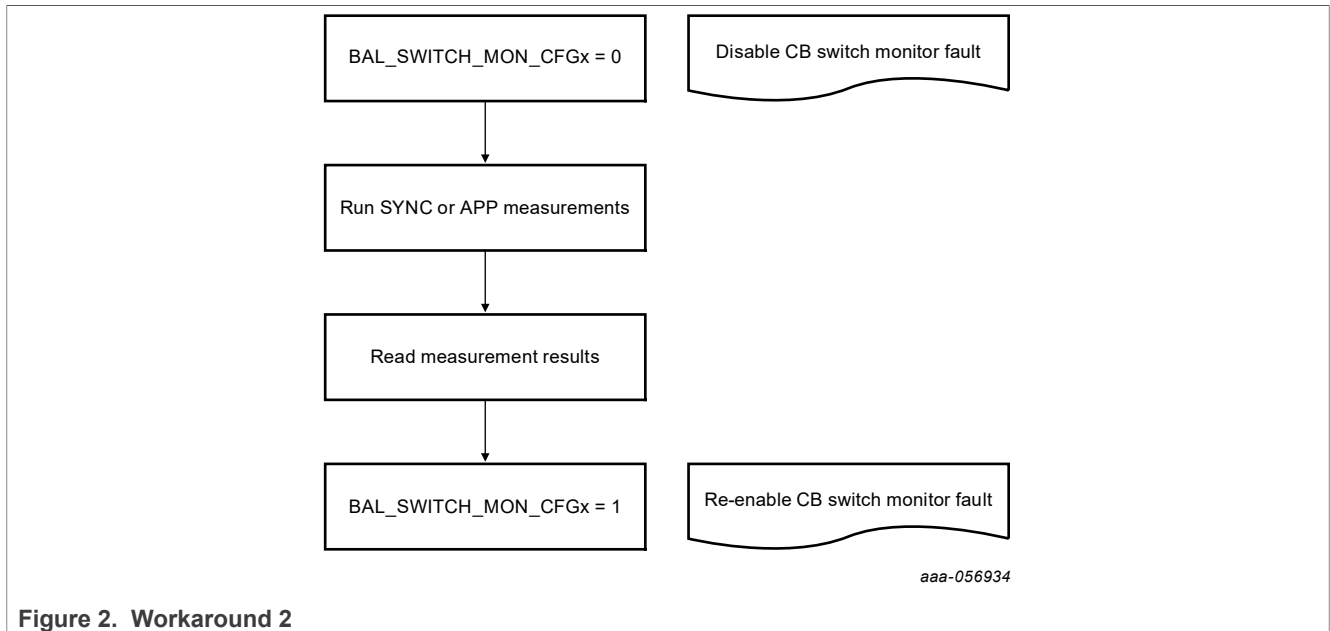 BAL_SWITCH_MON_CFGx = 0
Disable CB switch monitor fault
Run SYNC or APP measurements
Read measurement results
BAL_SWITCH_MON_CFGx = 1
Re-enable CB switch monitor fault
aaa-056934
Figure 2. Workaround 2